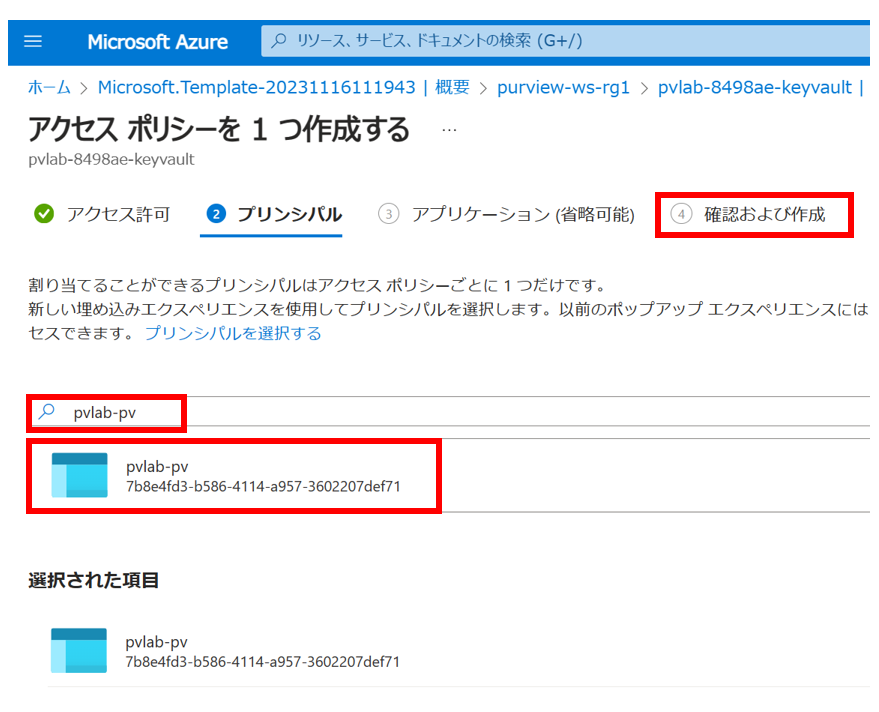 Microsoft Azure
リソース、サービス、ドキュメントの検索 (G+/)
ホーム > Microsoft.Template-20231116111943 | 概要 > purview-ws-rg1 > pvlab-8498ae-keyvault |
アクセス ポリシーを 1 つ作成する ...
pvlab-8498ae-keyvault
アクセス許可 2 プリンシパル 3 アプリケーション (省略可能) 4 確認および作成
割り当てることができるプリンシパルはアクセス ポリシーごとに 1 つだけです。
新しい埋め込みエクスペリエンスを使用してプリンシパルを選択します。以前のポップアップ エクスペリエンスには
セスできます。 プリンシパルを選択する
pvlab-pv
pvlab-pv
7b8e4fd3-b586-4114-a957-3602207def71
選択された項目
pvlab-pv
7b8e4fd3-b586-4114-a957-3602207def71